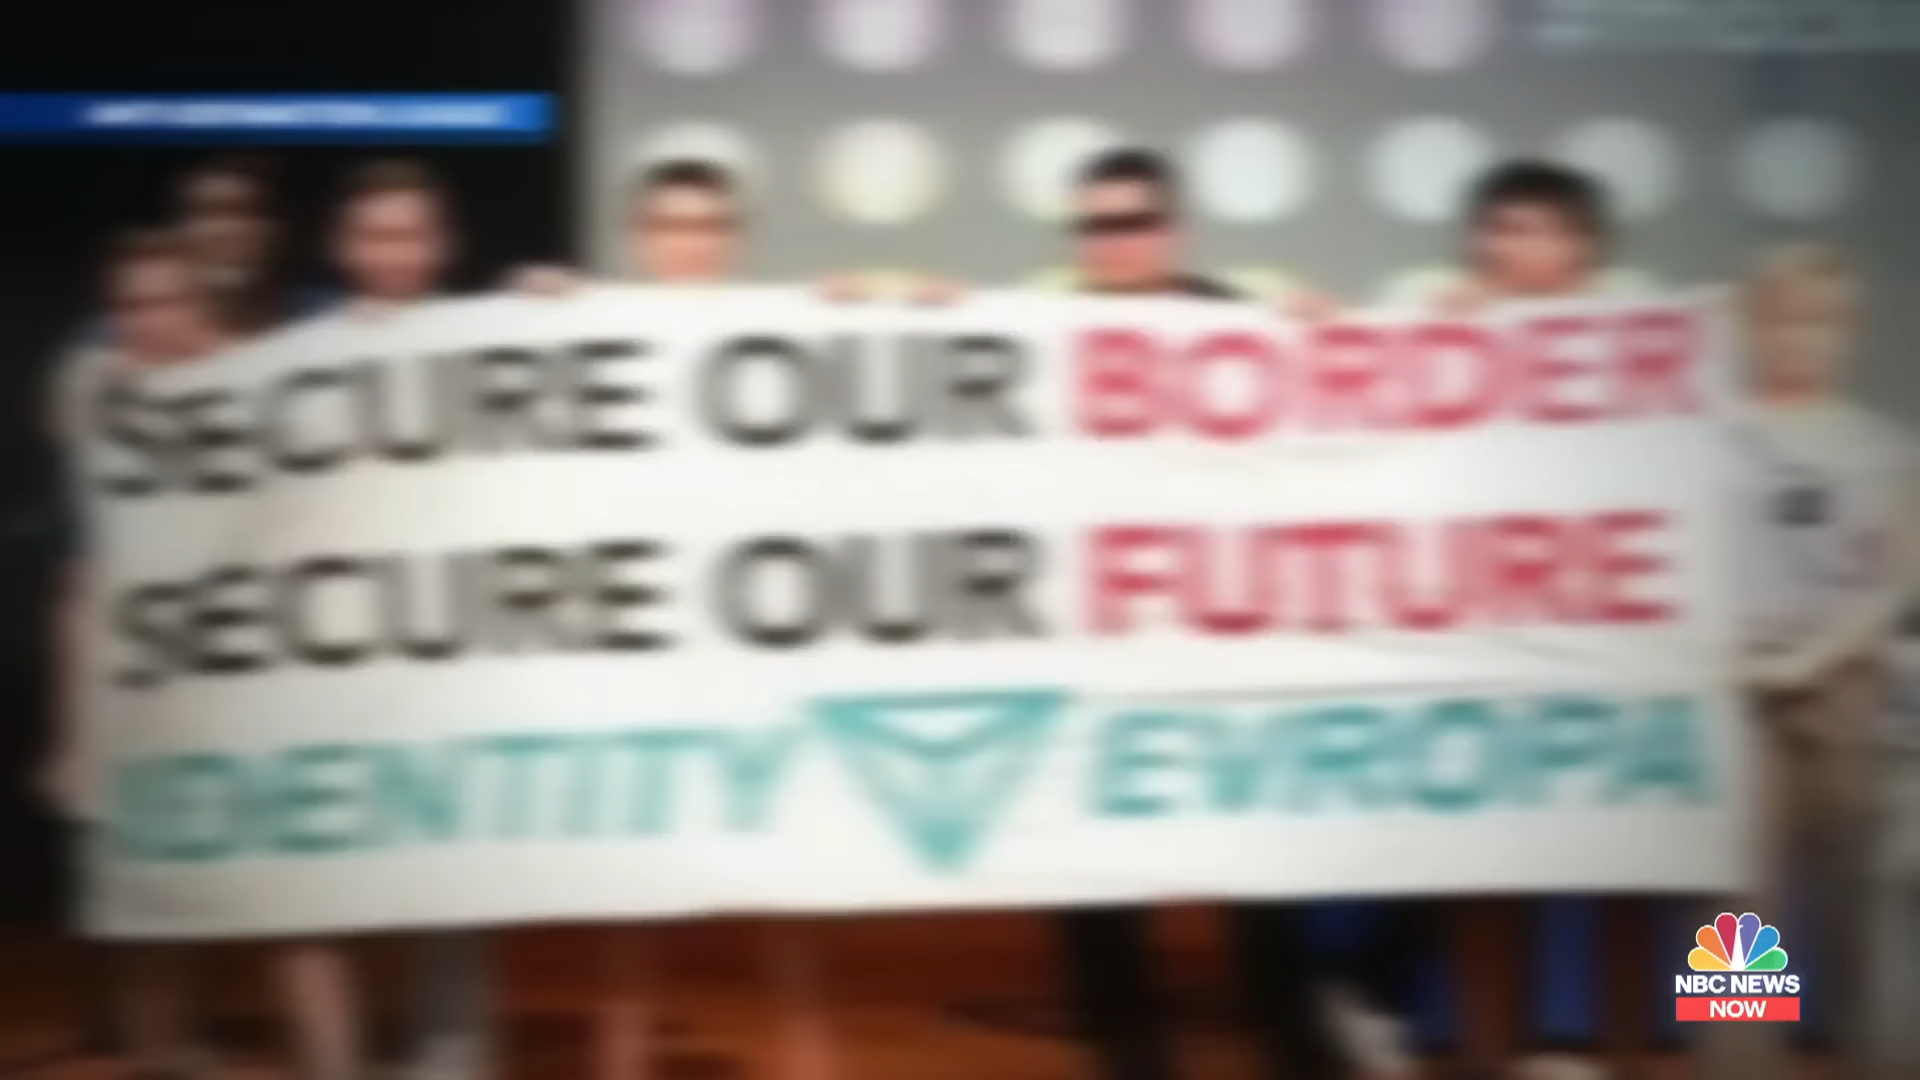 SECURE OUR BORDER
SECURE OUR FUTURE
IDENTITY EVROPA
NBC NEWS
NOW